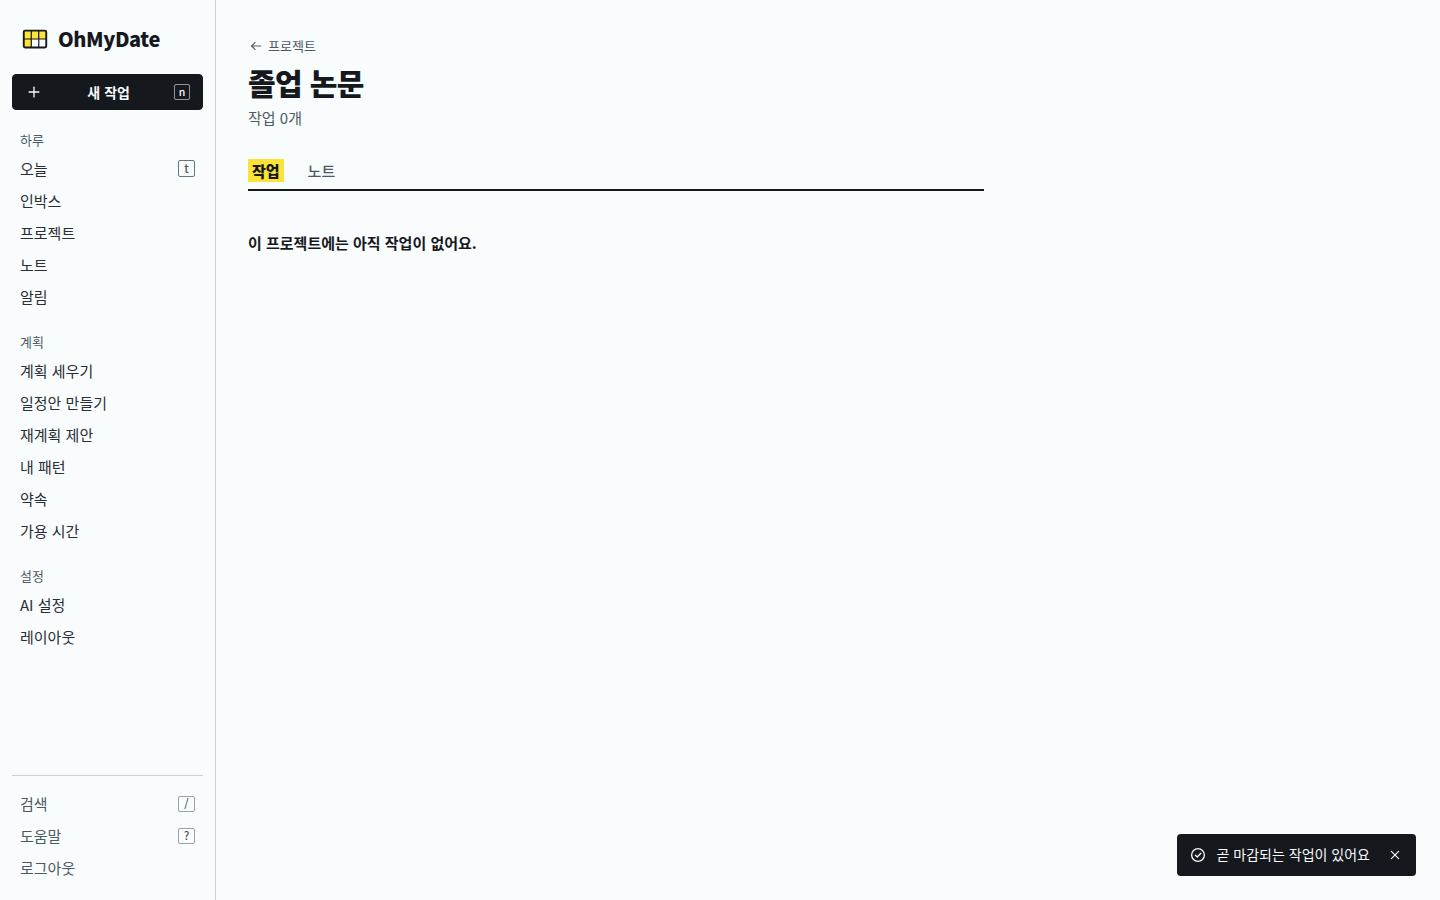 OhMyDate
새 작업 n
하루
오늘 t
인박스
프로젝트
노트
알림
계획
계획 세우기
일정안 만들기
재계획 제안
내 패턴
약속
가용 시간
설정
AI 설정
레이아웃
검색 /
도움말 ?
로그아웃
← 프로젝트
졸업 논문
작업 0개
작업 노트
이 프로젝트에는 아직 작업이 없어요.
곧 마감되는 작업이 있어요